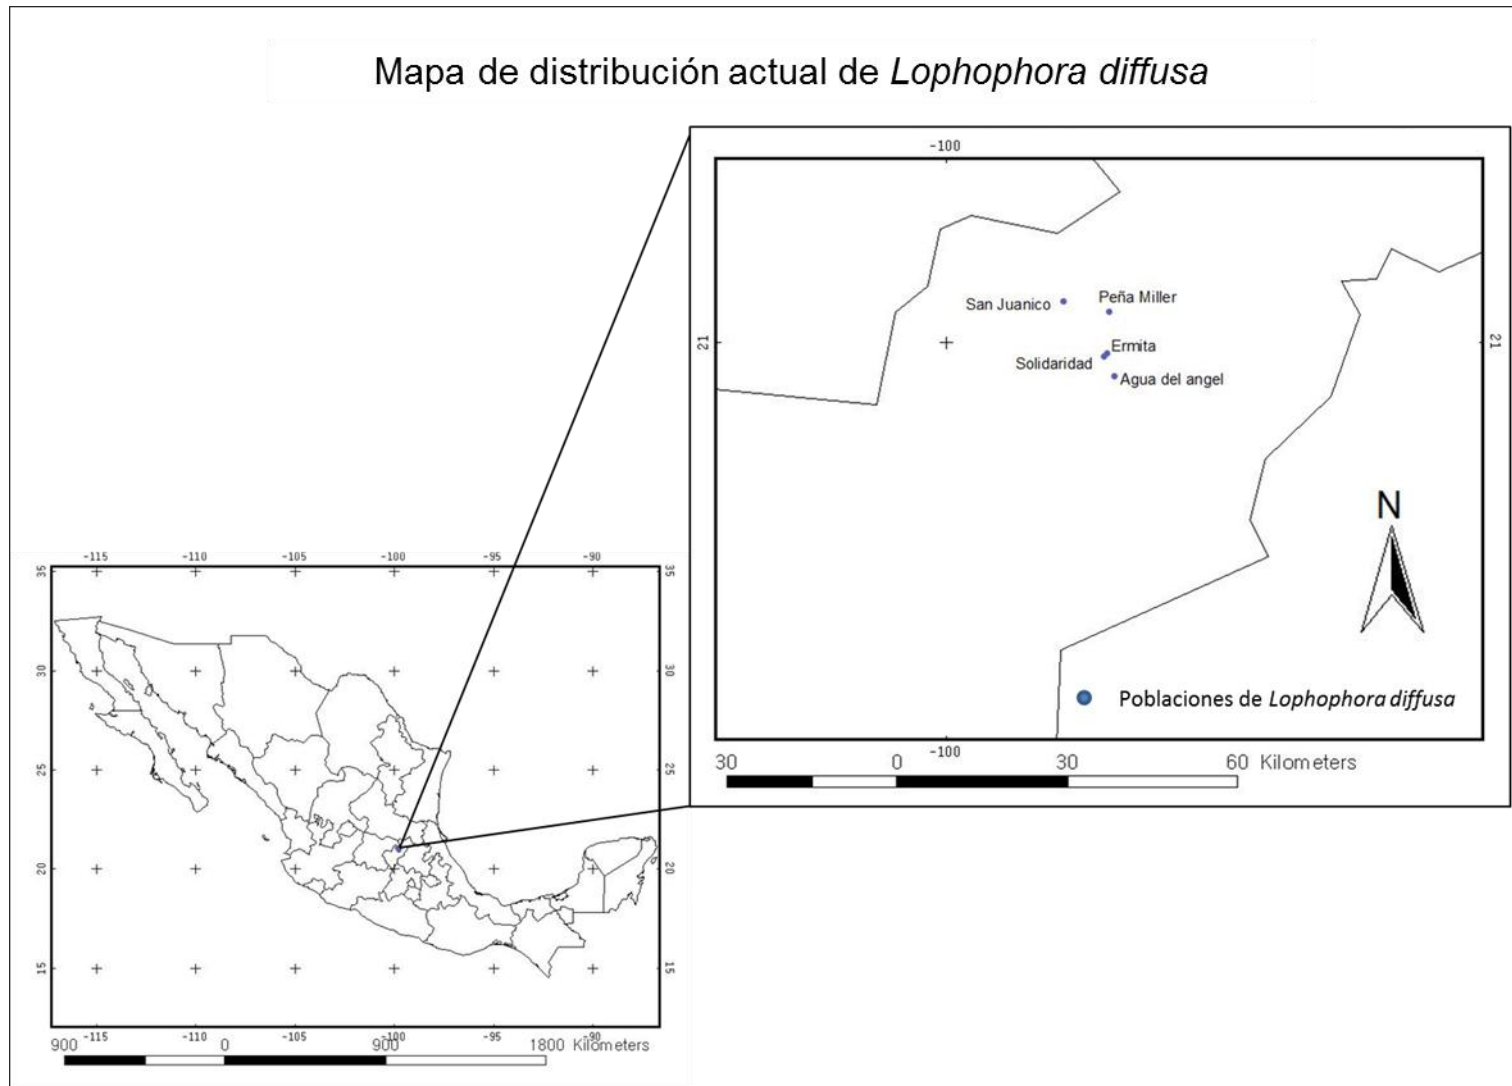 Mapa de distribución actual de Lophophora diffusa
-100
San Juanico
Peña Miller
21
21
Ermita
Solidaridad
Agua del angel
N
Poblaciones de Lophophora diffusa
-100
30 0 30 60 Kilometers
-115 -110 -105 -100 -95 -90
35 35
30 30
25 25
20 20
15 15
-115 -110 -105 -100 -95 -90
900 0 900 1800 Kilometers